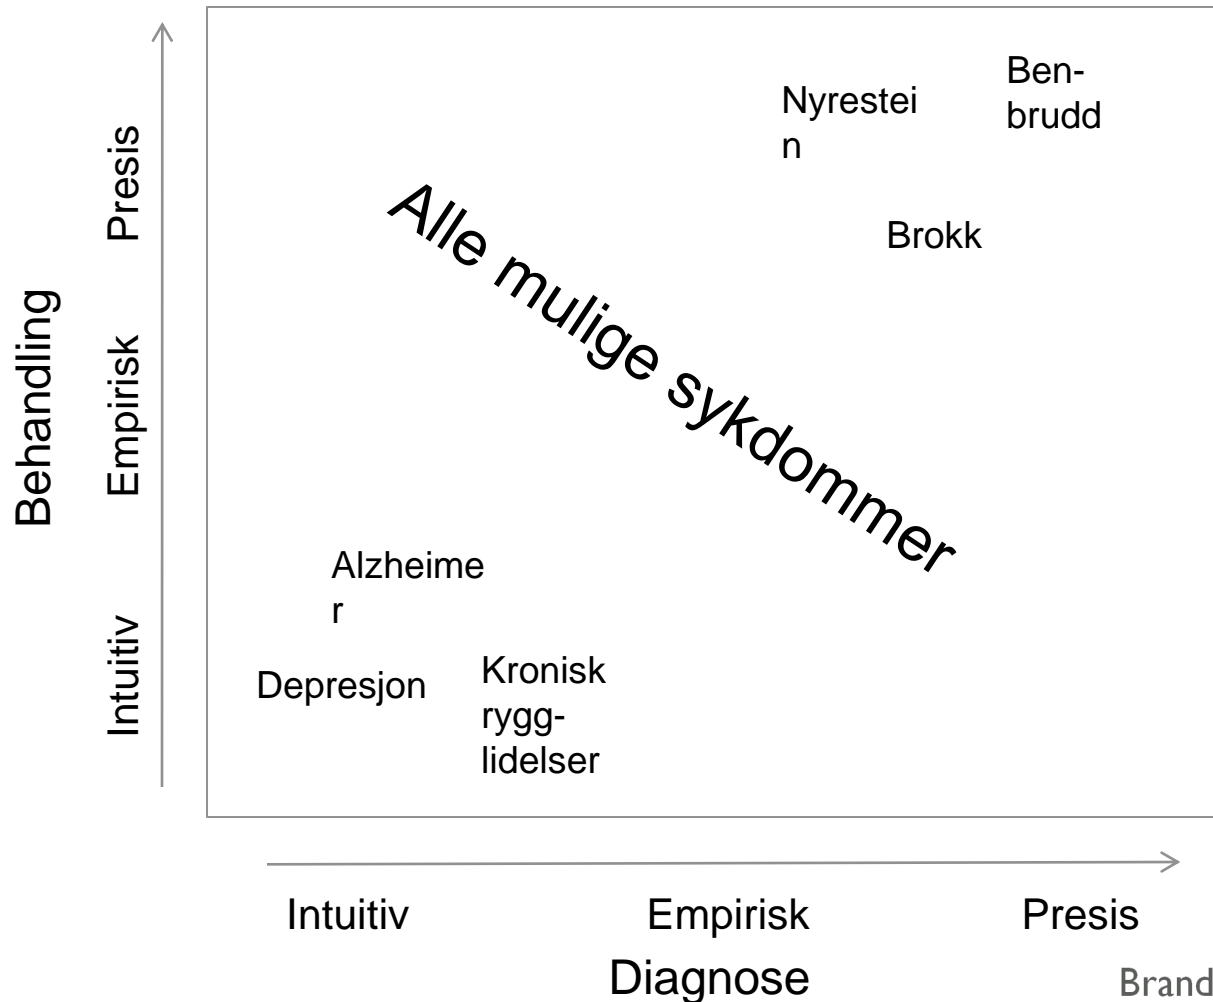 Behandling
Presis
Empirisk
Intuitiv
Nyrestei
n
Ben-
brudd
Brokk
Alle mulige sykdommer
Alzheime
r
Depresjon
Kronisk
rygg-
lidelser
Intuitiv
Empirisk
Presis
Diagnose
Brand